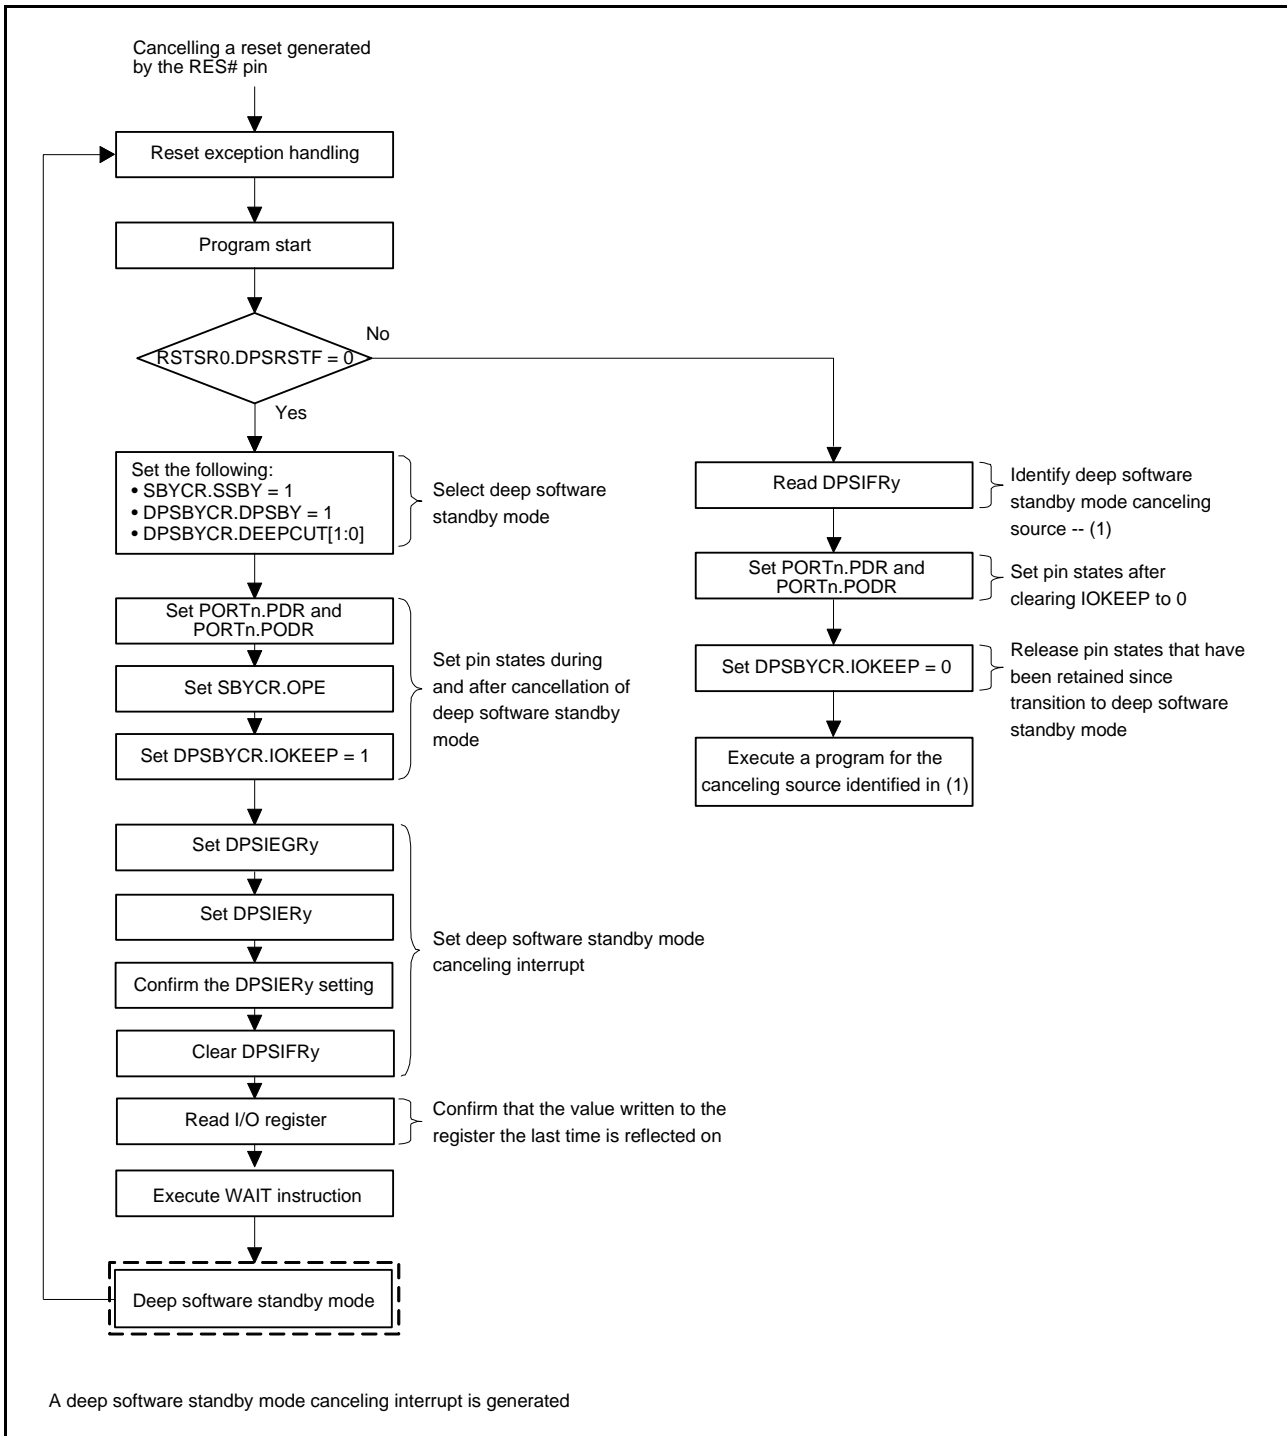 Cancelling a reset generated
by the RES# pin
Reset exception handling
Program start
RSTSR0.DPSRSTF = 0
No
Yes
Set the following:
• SBYCR.SSBY = 1
• DPSBYCR.DPSBY = 1
• DPSBYCR.DEEPCUT[1:0]
Select deep software
standby mode
Set PORTn.PDR and
PORTn.PODR
Set SBYCR.OPE
Set DPSBYCR.IOKEEP = 1
Set pin states during
and after cancellation of
deep software standby
mode
Set DPSIEGRy
Set DPSIERy
Confirm the DPSIERy setting
Clear DPSIFRy
Set deep software standby mode
canceling interrupt
Read I/O register
Confirm that the value written to the
register the last time is reflected on
Execute WAIT instruction
Deep software standby mode
Read DPSIFRy
Identify deep software
standby mode canceling
source -- (1)
Set PORTn.PDR and
PORTn.PODR
Set pin states after
clearing IOKEEP to 0
Set DPSBYCR.IOKEEP = 0
Release pin states that have
been retained since
transition to deep software
standby mode
Execute a program for the
canceling source identified in (1)
A deep software standby mode canceling interrupt is generated